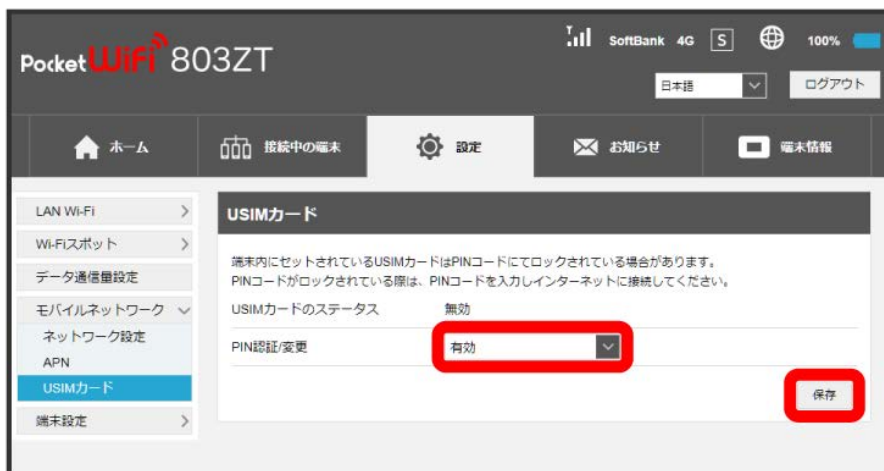 Pocket WiFi 803ZT
SoftBank 4G S 100%
日本語
ログアウト
ホーム
接続中の端末
設定
お知らせ
端末情報
LAN Wi-Fi
Wi-Fiスポット
データ通信量設定
モバイルネットワーク
ネットワーク設定
APN
USIMカード
端末設定
USIMカード
端末内にセットされているUSIMカードはPINコードにてロックされている場合があります。
PINコードがロックされている際は、PINコードを入力しインターネットに接続してください。
USIMカードのステータス 無効
PIN認証/変更 有効
保存